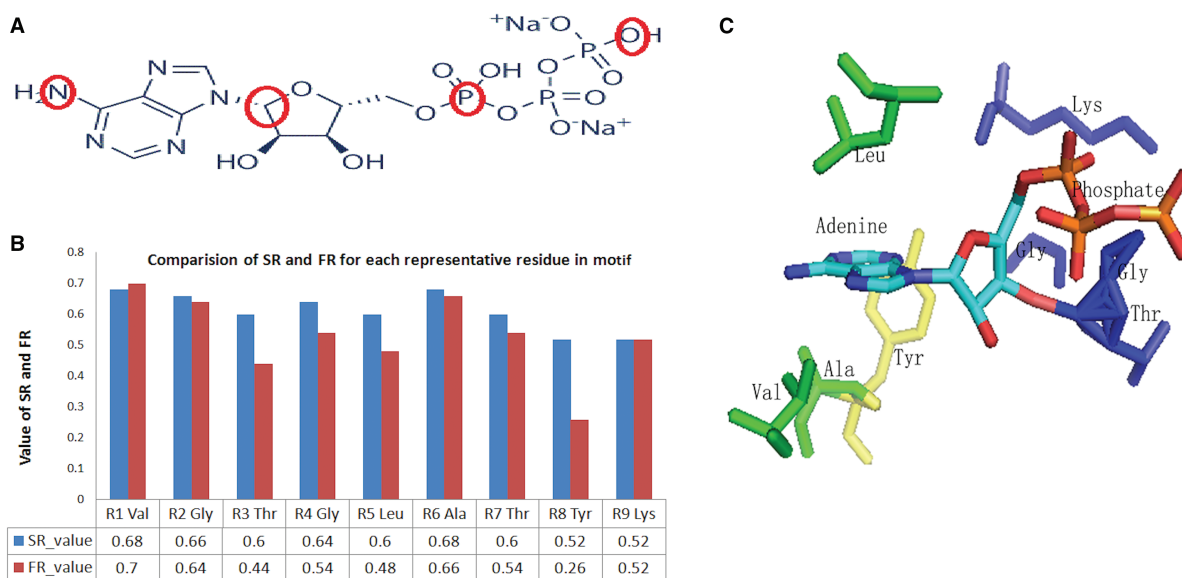 A
⁺Na⁻O
P
OH
O
O
O
OH
H₂N
N
N
N
N
O
O
P
O
P
O
O⁻Na⁺
HO
OH
B
Comparision of SR and FR for each representative residue in motif
Value of SR and FR
0.8
0.7
0.6
0.5
0.4
0.3
0.2
0.1
0
R1 Val R2 Gly R3 Thr R4 Gly R5 Leu R6 Ala R7 Thr R8 Tyr R9 Lys
SR_value 0.68 0.66 0.6 0.64 0.6 0.68 0.6 0.52 0.52
FR_value 0.7 0.64 0.44 0.54 0.48 0.66 0.54 0.26 0.52
C
Lys
Leu
Phosphate
Adenine
Gly
Gly
Thr
Tyr
Ala
Val